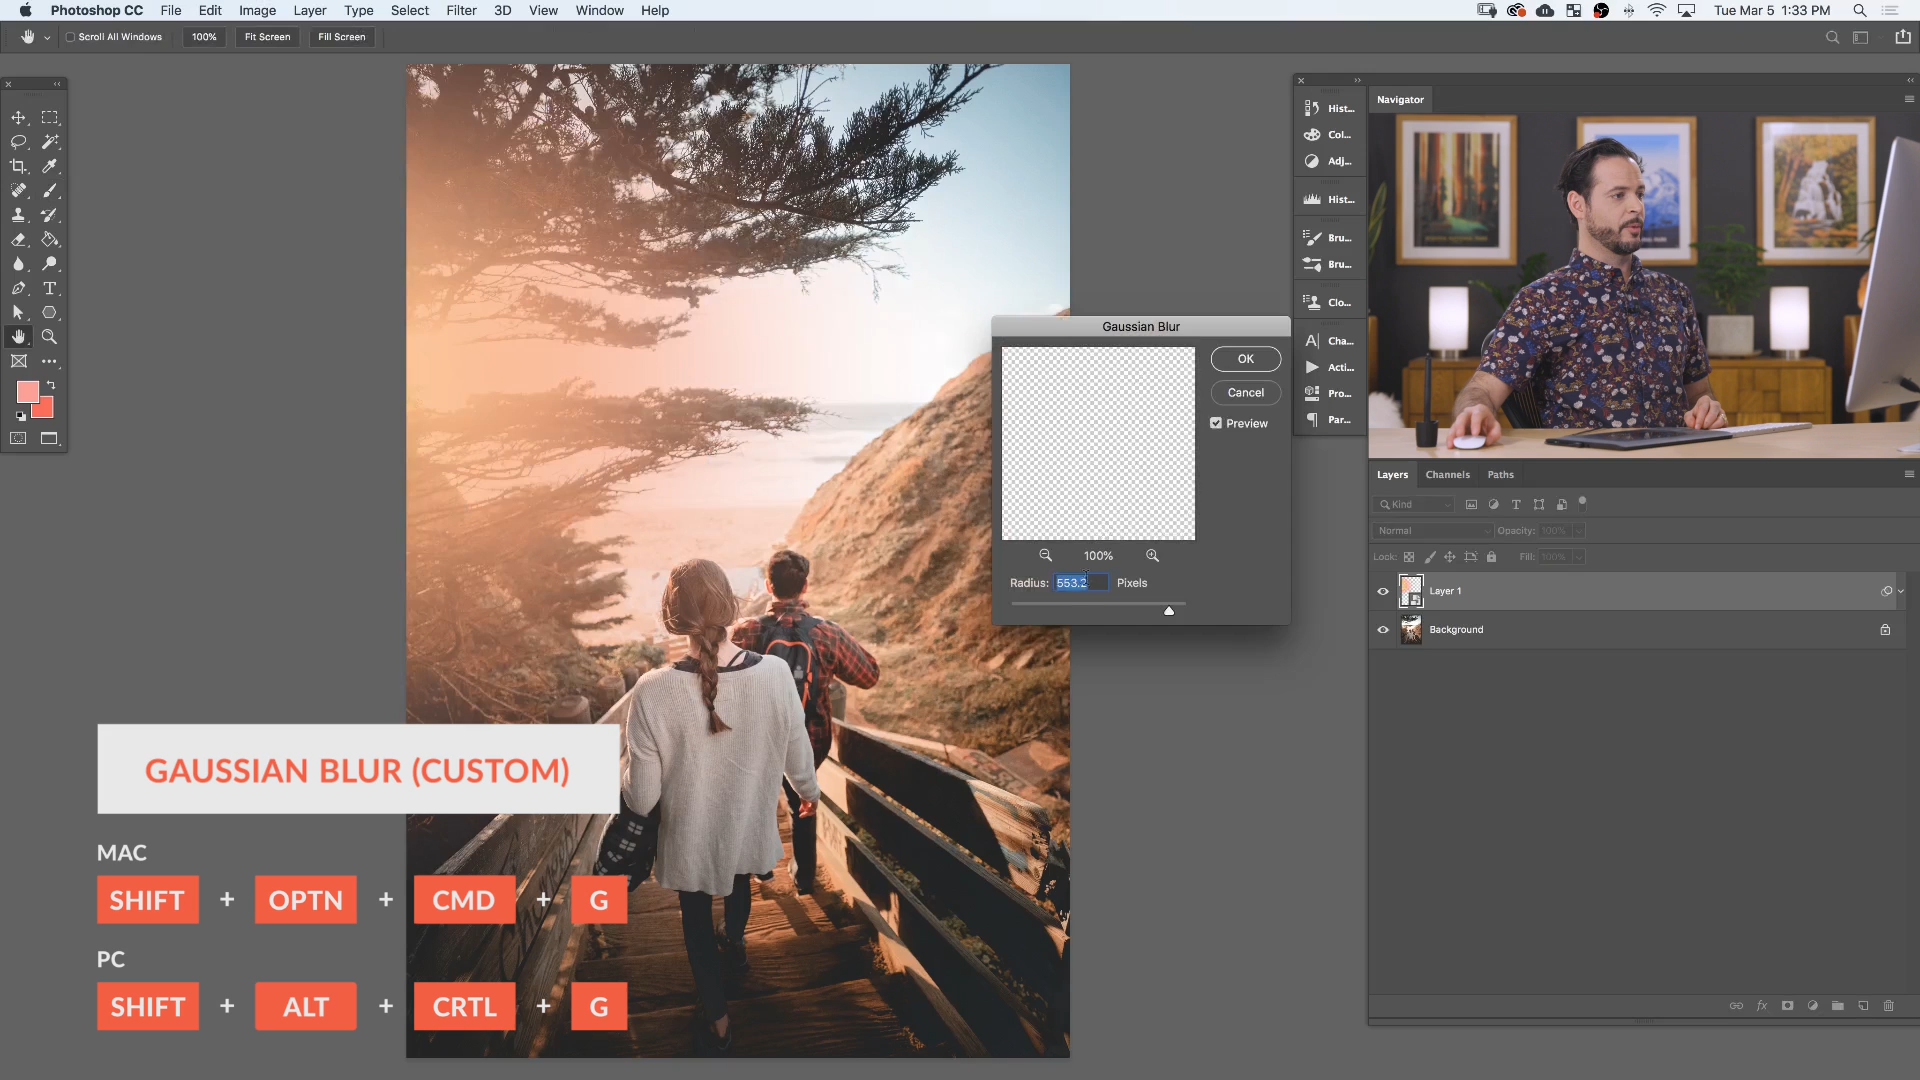 Photoshop CC File Edit Image Layer Type Select Filter 3D View Window Help Tue Mar 5 1:33 PM
Scroll All Windows 100% Fit Screen Fill Screen
Navigator
Hist...
Col...
Adj...
Hist...
Bru...
Bru...
Clo...
Cha...
Acti...
Pro...
Par...
Gaussian Blur
OK
Cancel
Preview
100%
Radius: 553.2 Pixels
Layers Channels Paths
Kind
Normal Opacity: 100%
Lock: Fill: 100%
Layer 1
Background
GAUSSIAN BLUR (CUSTOM)
MAC
SHIFT + OPTN + CMD + G
PC
SHIFT + ALT + CRTL + G